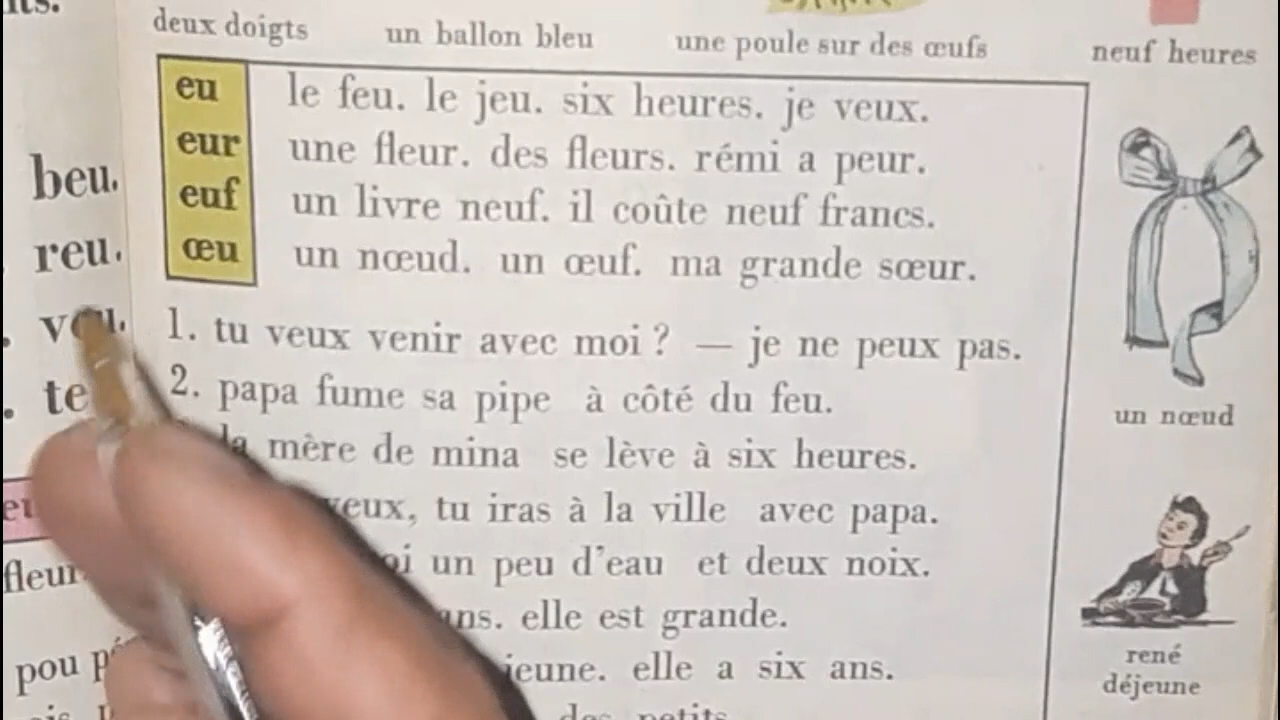 deux doigts un ballon bleu une poule sur des œufs neuf heures
eu le feu. le jeu. six heures. je veux.
eur une fleur. des fleurs. rémi a peur.
euf un livre neuf. il coûte neuf francs.
œu un nœud. un œuf. ma grande sœur.
beu.
reu.
1. tu veux venir avec moi ? — je ne peux pas.
2. papa fume sa pipe à côté du feu.
la mère de mina se lève à six heures.
veux, tu iras à la ville avec papa.
un peu d'eau et deux noix.
ans. elle est grande.
jeune. elle a six ans.
des petits
un nœud
rené
déjeune
pou